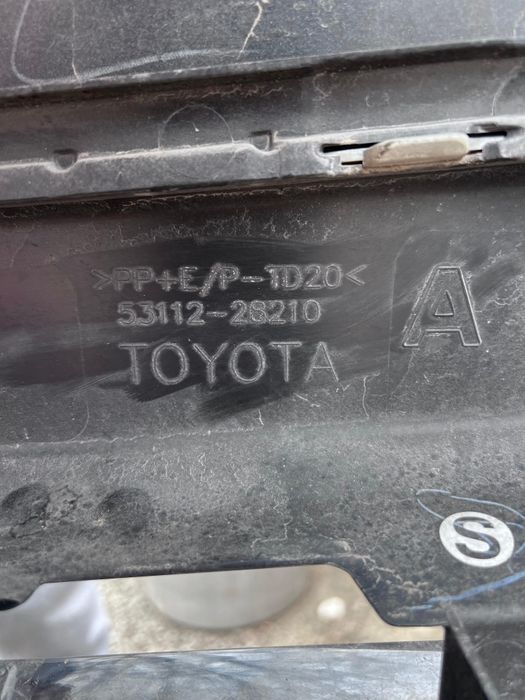 >PP+E/P-TD20<
53112-28210
TOYOTA
A
S